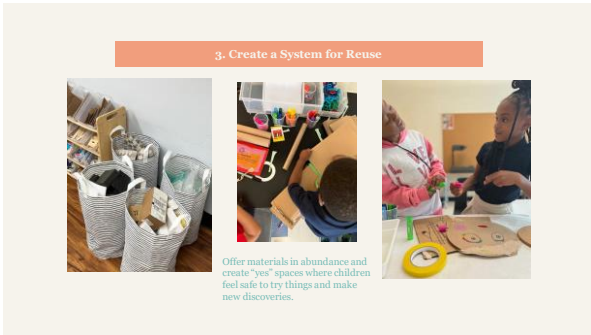 3. Create a System for Reuse
Offer materials in abundance and
create “yes” spaces where children
feel safe to try things and make
new discoveries.